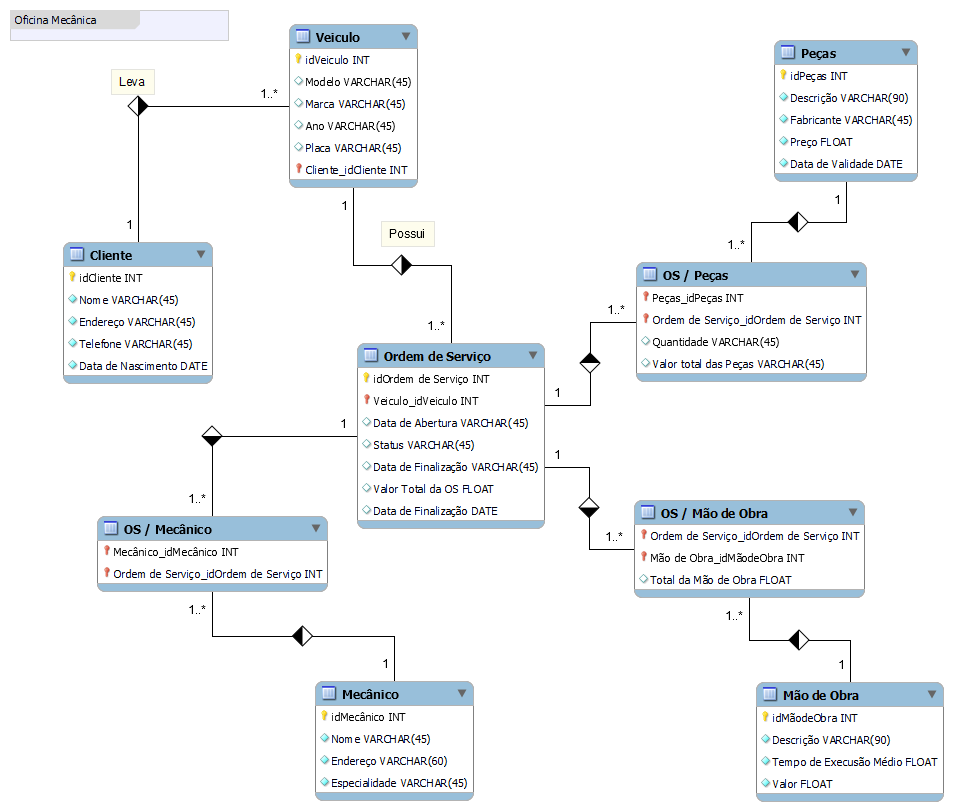 Oficina Mecânica
Leva
1..*
1
Veiculo
idVeiculo INT
Modelo VARCHAR(45)
Marca VARCHAR(45)
Ano VARCHAR(45)
Placa VARCHAR(45)
Cliente_idCliente INT
Peças
idPeças INT
Descrição VARCHAR(90)
Fabricante VARCHAR(45)
Preço FLOAT
Data de Validade DATE
1
1..*
1
Possui
1..*
Cliente
idCliente INT
Nome VARCHAR(45)
Endereço VARCHAR(45)
Telefone VARCHAR(45)
Data de Nascimento DATE
OS / Peças
Peças_idPeças INT
Ordem de Serviço_idOrdem de Serviço INT
Quantidade VARCHAR(45)
Valor total das Peças VARCHAR(45)
1..*
1
Ordem de Serviço
idOrdem de Serviço INT
Veiculo_idVeiculo INT
Data de Abertura VARCHAR(45)
Status VARCHAR(45)
Data de Finalização VARCHAR(45)
Valor Total da OS FLOAT
Data de Finalização DATE
1
1..*
1
1..*
OS / Mecânico
Mecânico_idMecânico INT
Ordem de Serviço_idOrdem de Serviço INT
OS / Mão de Obra
Ordem de Serviço_idOrdem de Serviço INT
Mão de Obra_idMãodeObra INT
Total da Mão de Obra FLOAT
1..*
1
1..*
1
Mecânico
idMecânico INT
Nome VARCHAR(45)
Endereço VARCHAR(60)
Especialidade VARCHAR(45)
Mão de Obra
idMãodeObra INT
Descrição VARCHAR(90)
Tempo de Execusão Médio FLOAT
Valor FLOAT